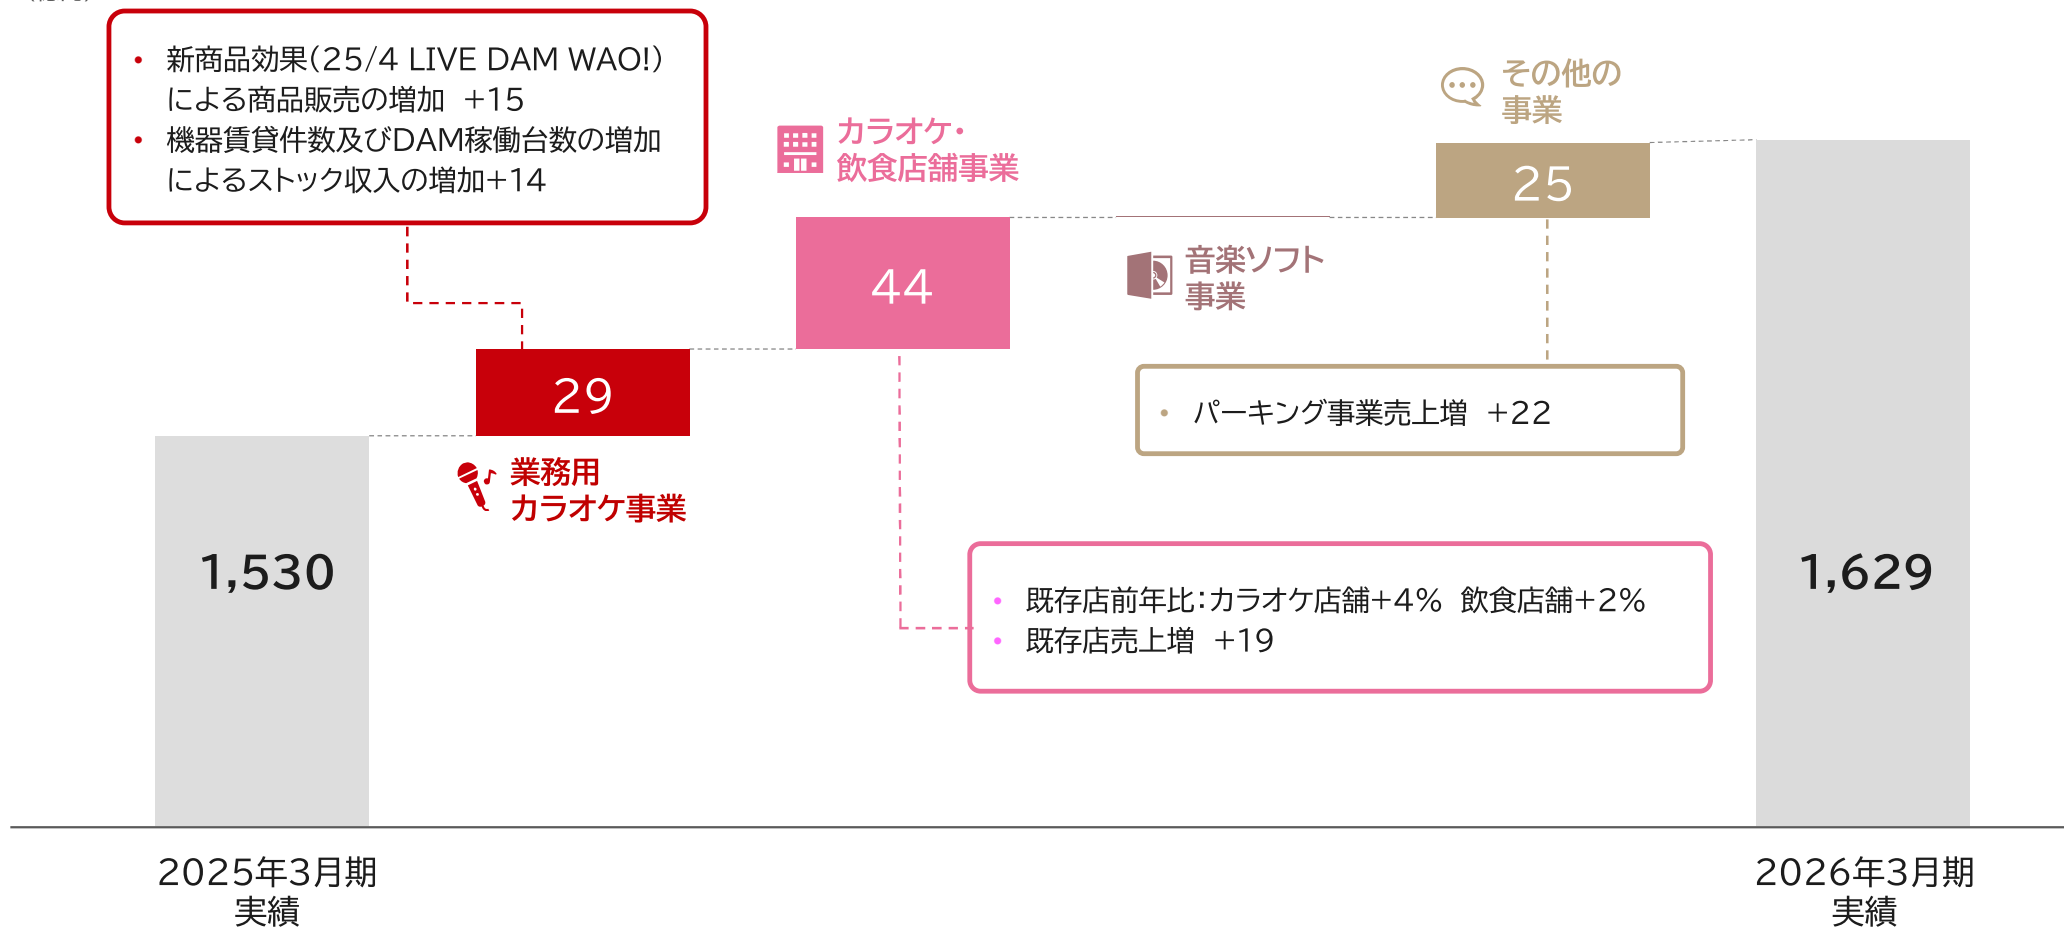 • 新商品効果（25/4 LIVE DAM WAO!）
による商品販売の増加 +15
• 機器賃貸件数及びDAM稼働台数の増加
によるストック収入の増加+14
その他の
事業
25
カラオケ・
飲食店舗事業
44
音楽ソフト
事業
29
業務用
カラオケ事業
• パーキング事業売上増 +22
1,530
1,629
• 既存店前年比：カラオケ店舗+4% 飲食店舗+2%
• 既存店売上増 +19
2025年3月期
実績
2026年3月期
実績